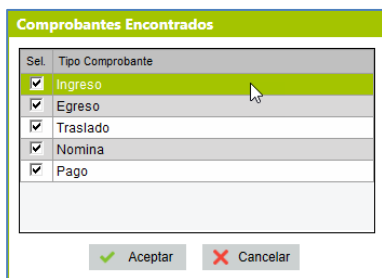 Comprobantes Encontrados
Sel. Tipo Comprobante
Ingreso
Egreso
Traslado
Nomina
Pago
Aceptar Cancelar